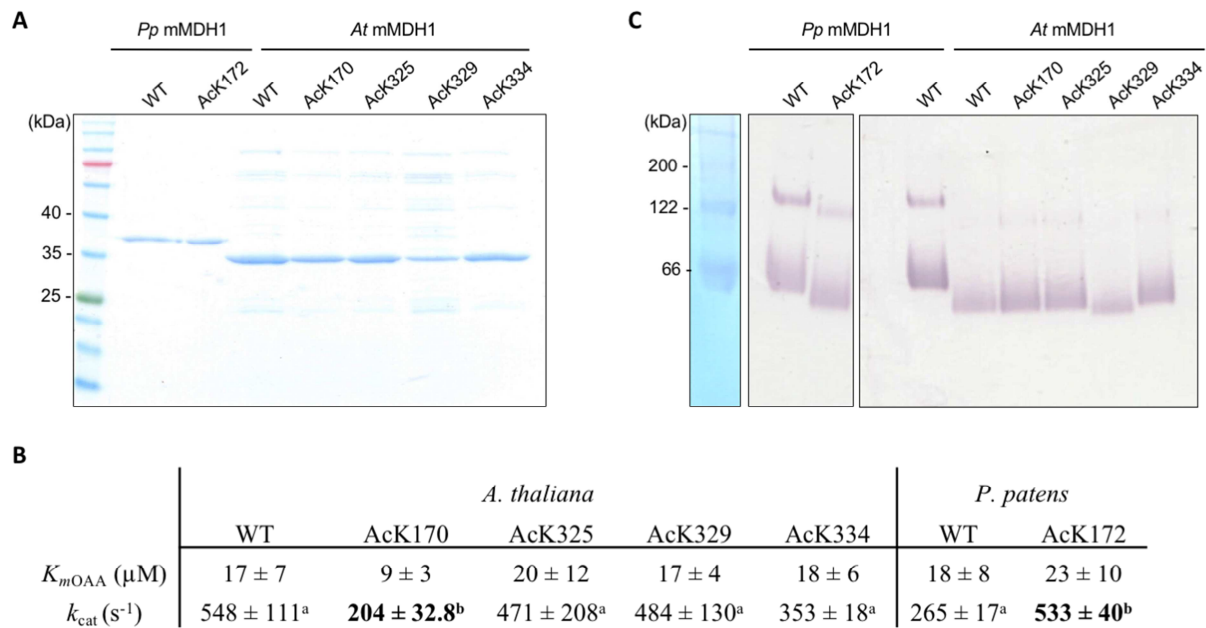 A
Pp mMDH1 At mMDH1
WT AcK172 WT AcK170 AcK325 AcK329 AcK334
(kDa)
40 -
35 -
25 -
C
Pp mMDH1 At mMDH1
WT AcK172 WT WT AcK170 AcK325 AcK329 AcK334
(kDa)
200 -
122 -
66 -
B
A. thaliana P. patens
WT AcK170 AcK325 AcK329 AcK334 WT AcK172
KmOAA (μM) 17 ± 7 9 ± 3 20 ± 12 17 ± 4 18 ± 6 18 ± 8 23 ± 10
kcat (s-1) 548 ± 111a 204 ± 32.8b 471 ± 208a 484 ± 130a 353 ± 18a 265 ± 17a 533 ± 40b